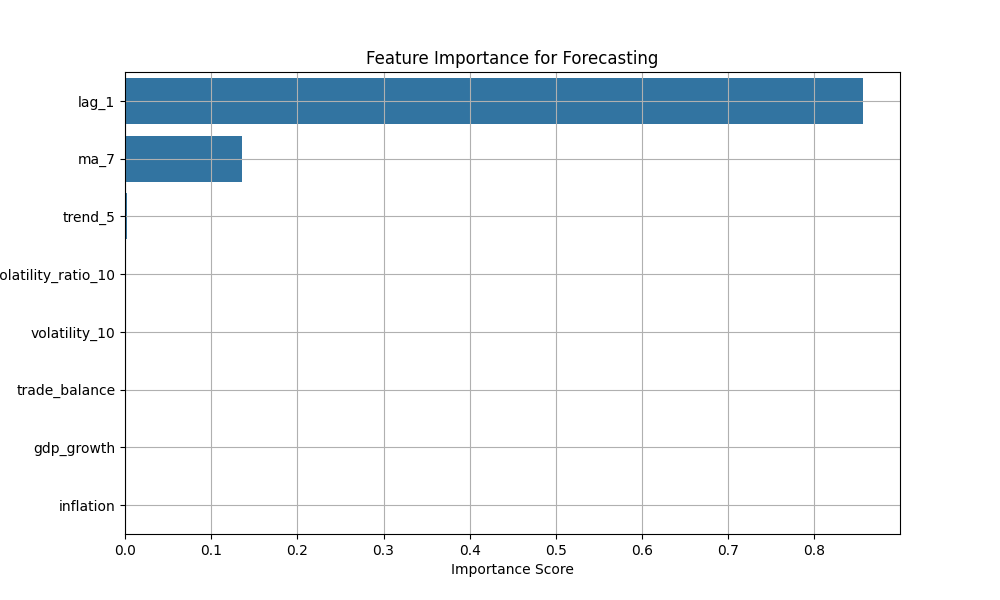 Feature Importance for Forecasting
lag_1
ma_7
trend_5
olatility_ratio_10
volatility_10
trade_balance
gdp_growth
inflation
0.0 0.1 0.2 0.3 0.4 0.5 0.6 0.7 0.8
Importance Score